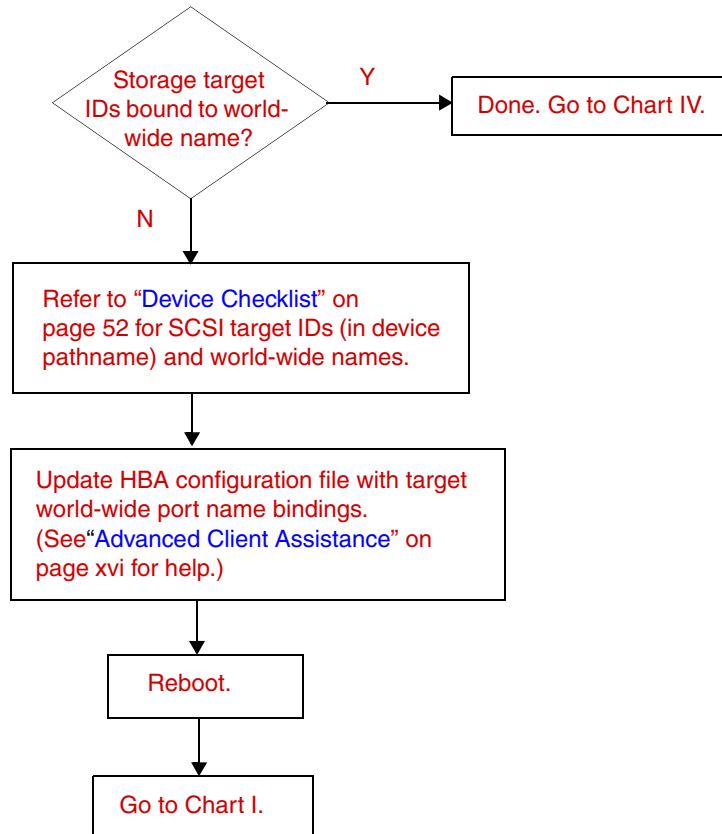 Storage target
IDs bound to world-
wide name?
Y
Done. Go to Chart IV.
N
Refer to “Device Checklist” on
page 52 for SCSI target IDs (in device
pathname) and world-wide names.
Update HBA configuration file with target
world-wide port name bindings.
(See“Advanced Client Assistance” on
page xvi for help.)
Reboot.
Go to Chart I.